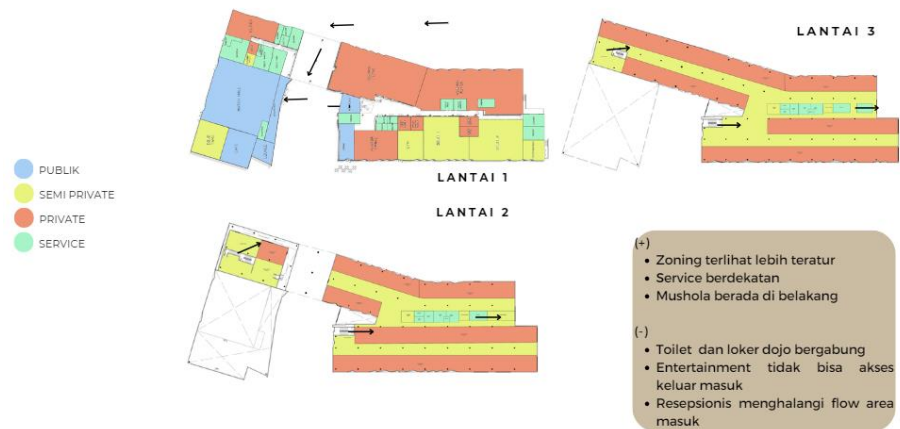 LANTAI 3
PUBLIK
SEMI PRIVATE
PRIVATE
SERVICE
LANTAI 1
LANTAI 2
(+)
• Zoning terlihat lebih teratur
• Service berdekatan
• Mushola berada di belakang
(-)
• Toilet dan loker dojo bergabung
• Entertainment tidak bisa akses
keluar masuk
• Resepsionis menghalangi flow area
masuk